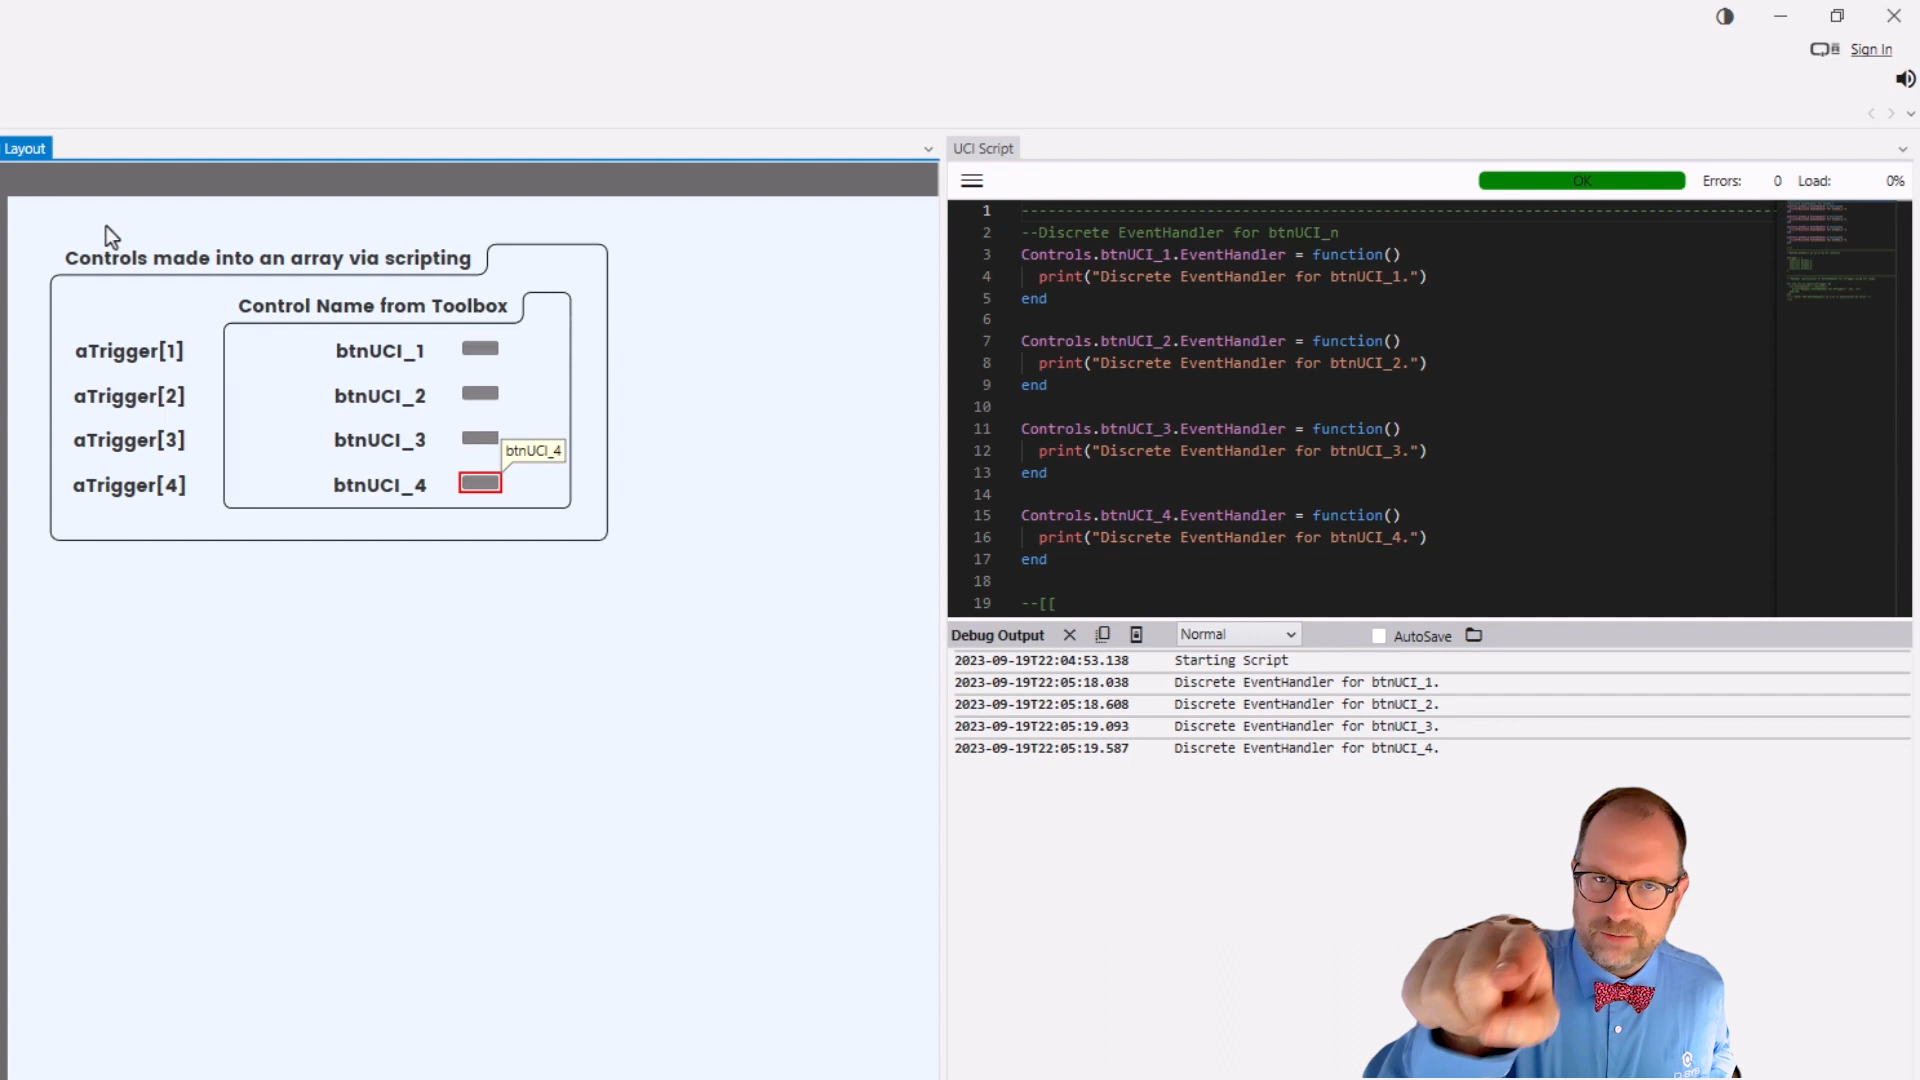 Sign In
Layout
Controls made into an array via scripting
Control Name from Toolbox
aTrigger[1] btnUCI_1
aTrigger[2] btnUCI_2
aTrigger[3] btnUCI_3
btnUCI_4
aTrigger[4] btnUCI_4
UCI Script
OK Errors: 0 Load: 0%
1 --------------------------------------------------------------------------------------
2 --Discrete EventHandler for btnUCI_n
3 Controls.btnUCI_1.EventHandler = function()
4 print("Discrete EventHandler for btnUCI_1.")
5 end
6
7 Controls.btnUCI_2.EventHandler = function()
8 print("Discrete EventHandler for btnUCI_2.")
9 end
10
11 Controls.btnUCI_3.EventHandler = function()
12 print("Discrete EventHandler for btnUCI_3.")
13 end
14
15 Controls.btnUCI_4.EventHandler = function()
16 print("Discrete EventHandler for btnUCI_4.")
17 end
18
19 --[[
Debug Output Normal AutoSave
2023-09-19T22:04:53.138 Starting Script
2023-09-19T22:05:18.038 Discrete EventHandler for btnUCI_1.
2023-09-19T22:05:18.608 Discrete EventHandler for btnUCI_2.
2023-09-19T22:05:19.093 Discrete EventHandler for btnUCI_3.
2023-09-19T22:05:19.587 Discrete EventHandler for btnUCI_4.